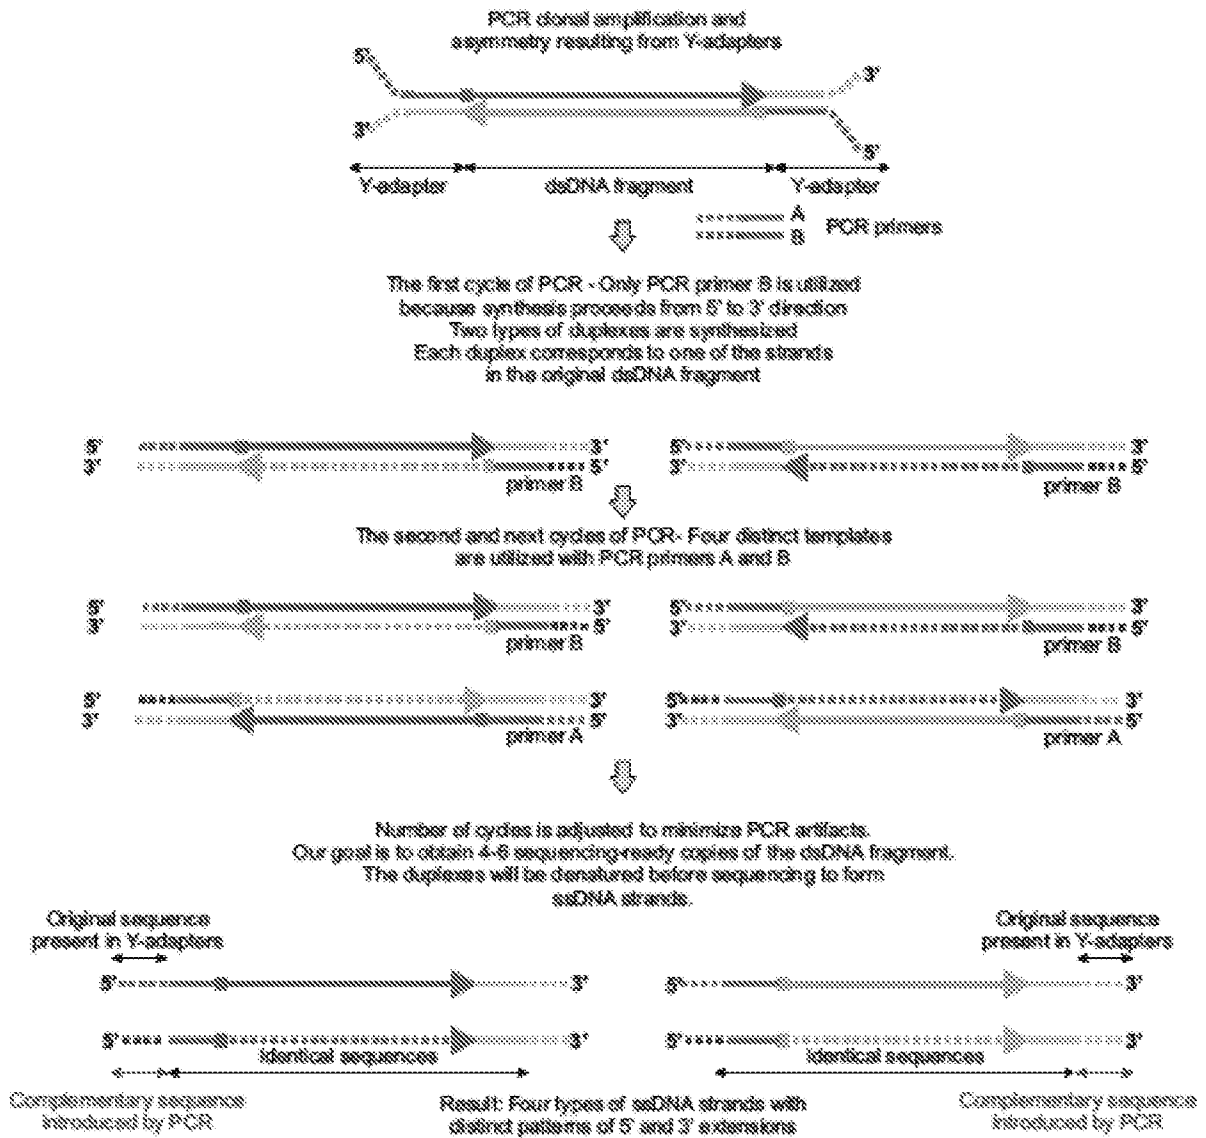 PCR clonal amplification and
asymmetry resulting from Y-adapters
5' 3'
3' 5'
Y-adapter dsDNA fragment Y-adapter
A
B
PCR primers
The first cycle of PCR - Only PCR primer B is utilized
because synthesis proceeds from 5' to 3' direction
Two types of duplexes are synthesized
Each duplex corresponds to one of the strands
in the original dsDNA fragment
5' 3' 5' 3'
3' 5' 3' 5'
primer B primer B
The second and next cycles of PCR- Four distinct templates
are utilized with PCR primers A and B
5' 3' 5' 3'
3' 5' 3' 5'
primer B primer B
5' 3' 5' 3'
3' 5' 3' 5'
primer A primer A
Number of cycles is adjusted to minimize PCR artifacts.
Our goal is to obtain 4-6 sequencing-ready copies of the dsDNA fragment.
The duplexes will be denatured before sequencing to form
ssDNA strands.
Original sequence
present in Y-adapters
Original sequence
present in Y-adapters
5' 3' 5' 3'
5' 3' 5' 3'
Identical sequences Identical sequences
Complementary sequence
introduced by PCR
Result: Four types of ssDNA strands with
distinct patterns of 5' and 3' extensions
Complementary sequence
introduced by PCR